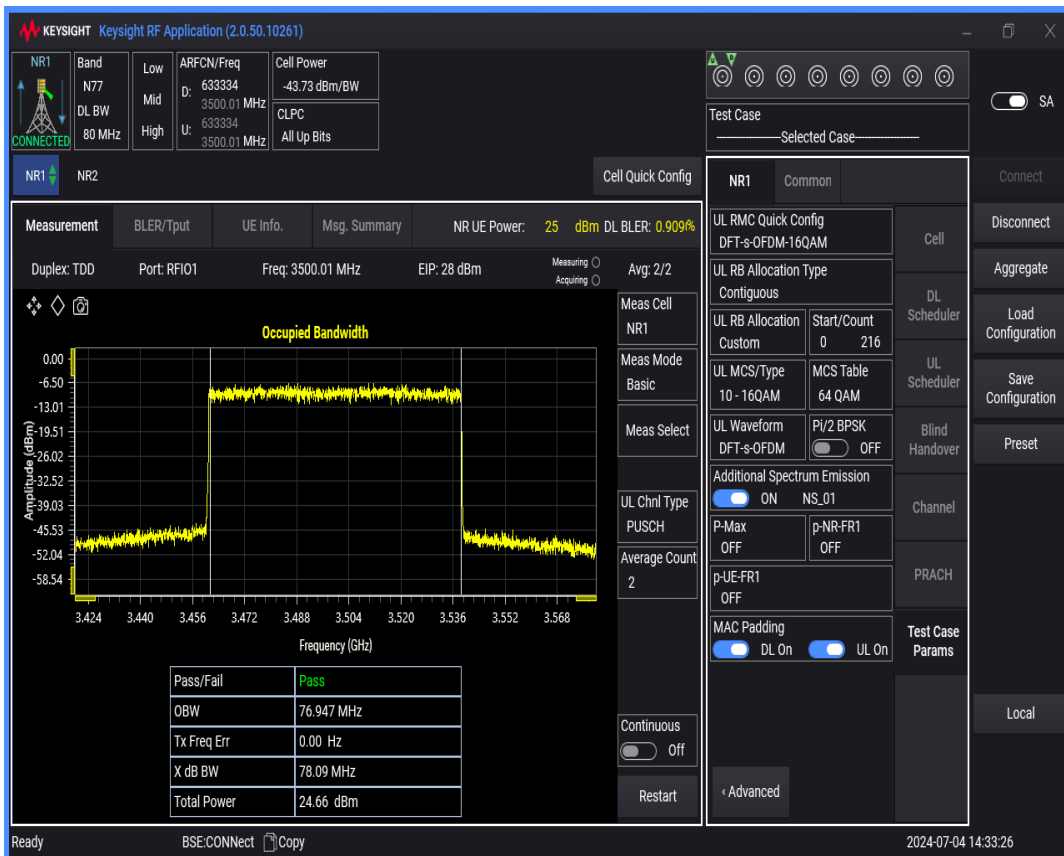 KEYSIGHT Keysight RF Application (2.0.50.10261)
NR1
CONNECTED
Band
N77
DL BW
80 MHz
Low
Mid
High
ARFCN/Freq
D: 633334
3500.01 MHz
U: 633334
3500.01 MHz
Cell Power
-43.73 dBm/BW
CLPC
All Up Bits
Test Case
----------Selected Case----------
SA
NR1
NR2
Cell Quick Config
Measurement
BLER/Tput
UE Info.
Msg. Summary
NR UE Power: 25 dBm DL BLER: 0.909%
Duplex: TDD
Port: RFIO1
Freq: 3500.01 MHz
EIP: 28 dBm
Measuring
Acquiring
Avg: 2/2
Occupied Bandwidth
Amplitude (dBm)
0.00
-6.50
-13.01
-19.51
-26.02
-32.52
-39.03
-45.53
-52.04
-58.54
3.424 3.440 3.456 3.472 3.488 3.504 3.520 3.536 3.552 3.568
Frequency (GHz)
Pass/Fail Pass
OBW 76.947 MHz
Tx Freq Err 0.00 Hz
X dB BW 78.09 MHz
Total Power 24.66 dBm
Meas Cell
NR1
Meas Mode
Basic
Meas Select
UL Chnl Type
PUSCH
Average Count
2
Continuous
Off
Restart
NR1
Common
UL RMC Quick Config
DFT-s-OFDM-16QAM
UL RB Allocation Type
Contiguous
UL RB Allocation
Custom
Start/Count
0 216
UL MCS/Type
10 - 16QAM
MCS Table
64 QAM
UL Waveform
DFT-s-OFDM
Pi/2 BPSK
OFF
Additional Spectrum Emission
ON NS_01
P-Max
OFF
p-NR-FR1
OFF
p-UE-FR1
OFF
MAC Padding
DL On
UL On
‹ Advanced
Cell
DL
Scheduler
UL
Scheduler
Blind
Handover
Channel
PRACH
Test Case
Params
Connect
Disconnect
Aggregate
Load
Configuration
Save
Configuration
Preset
Local
Ready
BSE:CONNect
Copy
2024-07-04 14:33:26